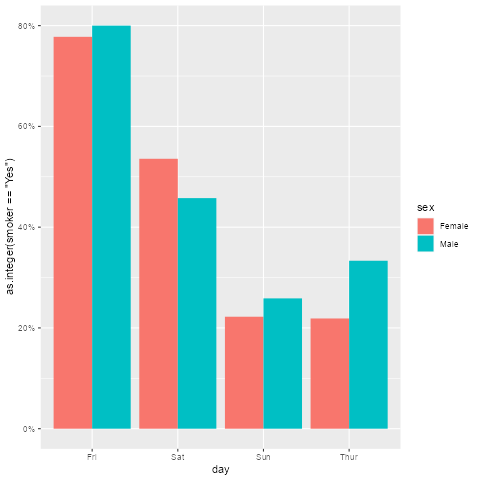 80%
60%
40%
20%
0%
as.integer(smoker == "Yes")
Fri
Sat
Sun
Thur
day
sex
Female
Male